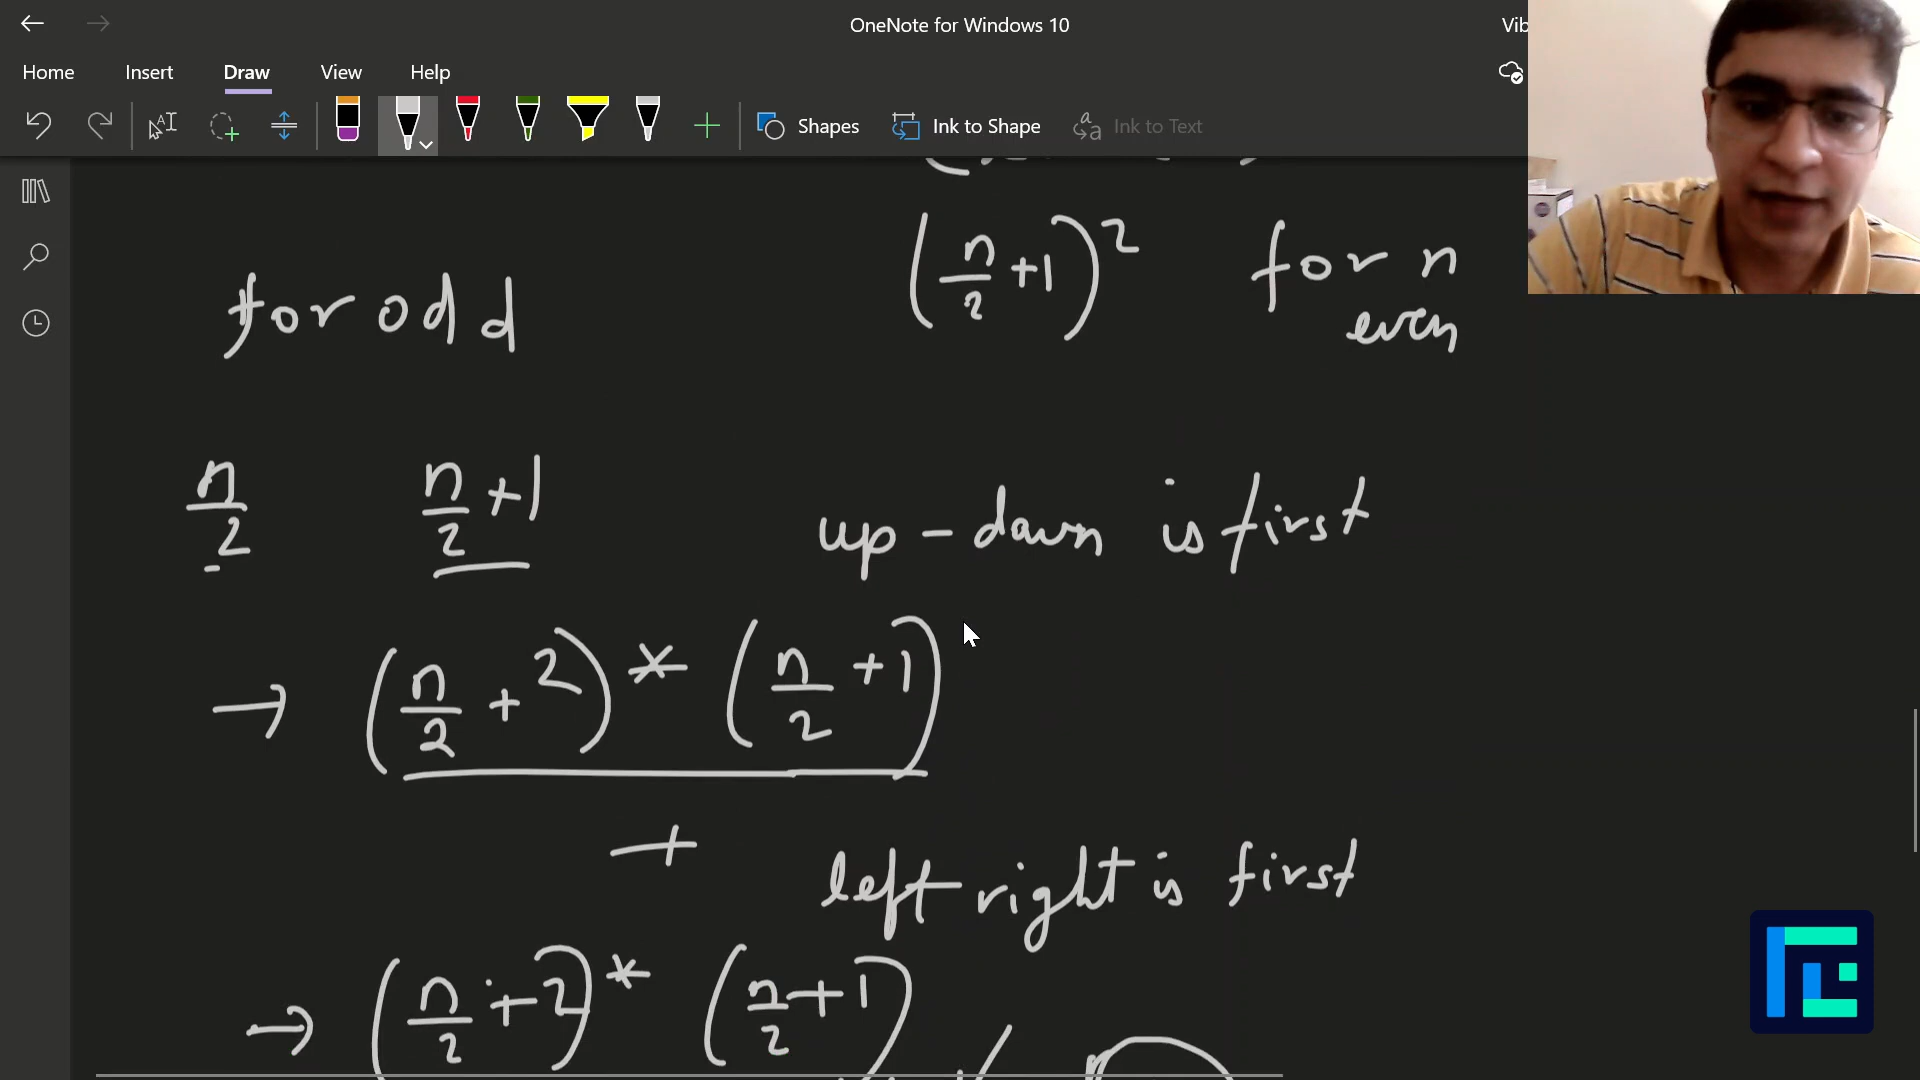 OneNote for Windows 10
Vib
Home Insert Draw View Help
Shapes Ink to Shape Ink to Text
(n/2 + 1)^2 for n
even
for odd
n/2 n/2 + 1
up - down is first
→ (n/2 + 2) * (n/2 + 1)
+
left right is first
→ (n/2 + 2) * (n/2 + 1)